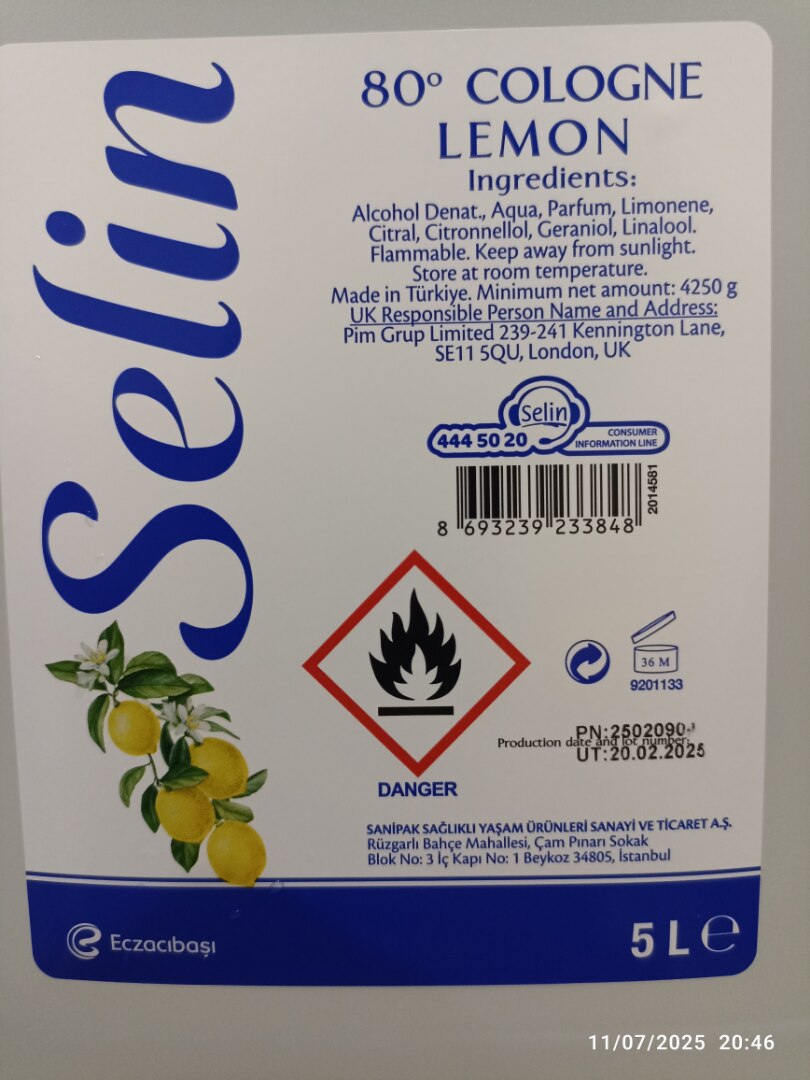 Selin
80° COLOGNE
LEMON
Ingredients:
Alcohol Denat., Aqua, Parfum, Limonene,
Citral, Citronnellol, Geraniol, Linalool.
Flammable. Keep away from sunlight.
Store at room temperature.
Made in Türkiye. Minimum net amount: 4250 g
UK Responsible Person Name and Address:
Pim Grup Limited 239-241 Kennington Lane,
SE11 5QU, London, UK
Selin
444 50 20
CONSUMER
INFORMATION LINE
8 693239 233848
2014581
36 M
9201133
PN:2502090
Production date and lot number:
UT:20.02.2025
DANGER
SANİPAK SAĞLIKLI YAŞAM ÜRÜNLERİ SANAYİ VE TİCARET A.Ş.
Rüzgarlı Bahçe Mahallesi, Çam Pınarı Sokak
Blok No: 3 İç Kapı No: 1 Beykoz 34805, İstanbul
Eczacıbaşı
5 L ℮
11/07/2025 20:46